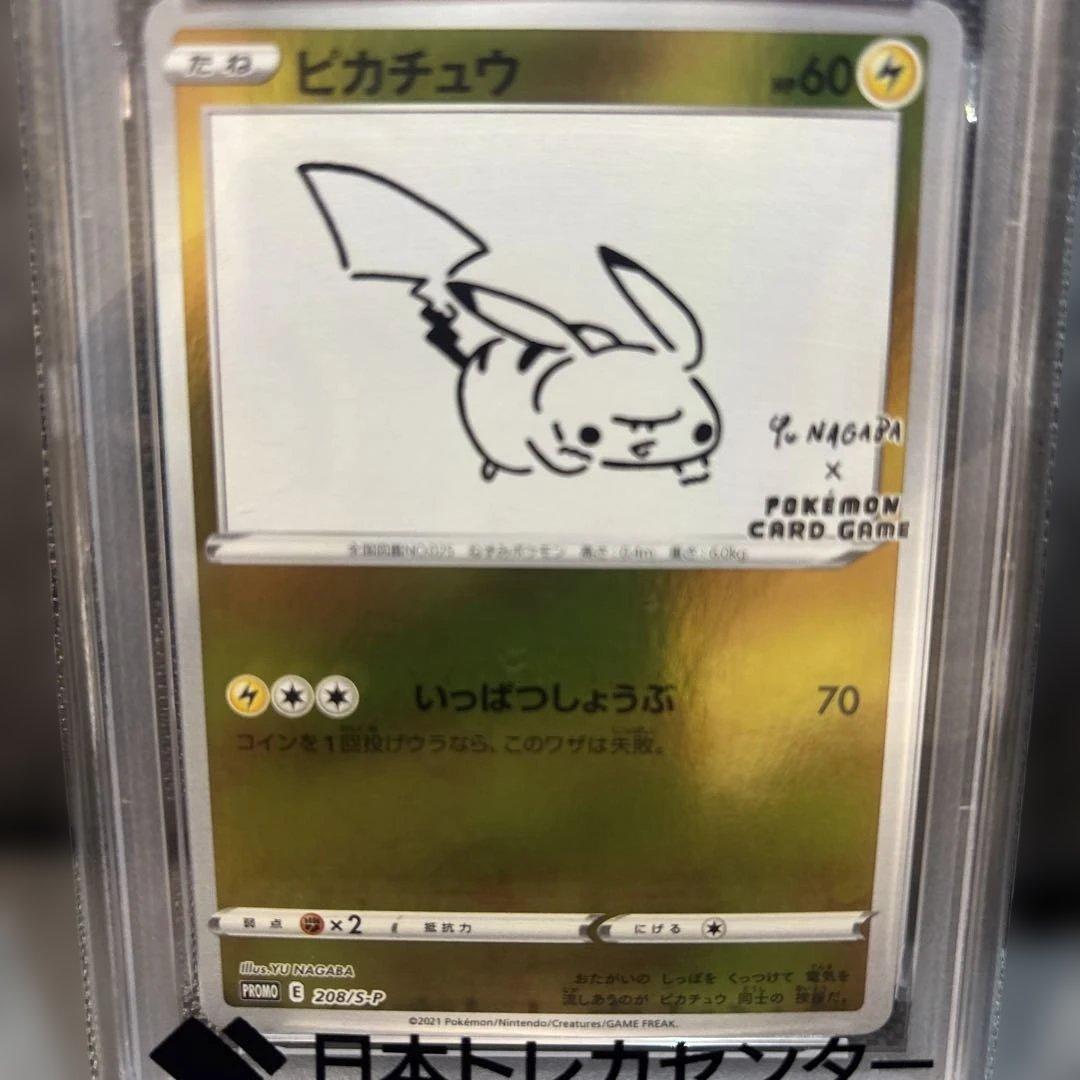 たね ピカチュウ HP60
Yu NAGABA
×
POKÉMON
CARD GAME
全国図鑑NO.025 ねずみポケモン 高さ:0.4m 重さ:6.0kg
いっぱつしょうぶ 70
コインを1回投げウラなら、このワザは失敗。
弱点 ×2 抵抗力 にげる
illus.YU NAGABA
PROMO E 208/S-P
おたがいの しっぽを くっつけて 電気を
流しあうのが ピカチュウ 同士の 挨拶だ。
©2021 Pokémon/Nintendo/Creatures/GAME FREAK.
日本トレカセンター